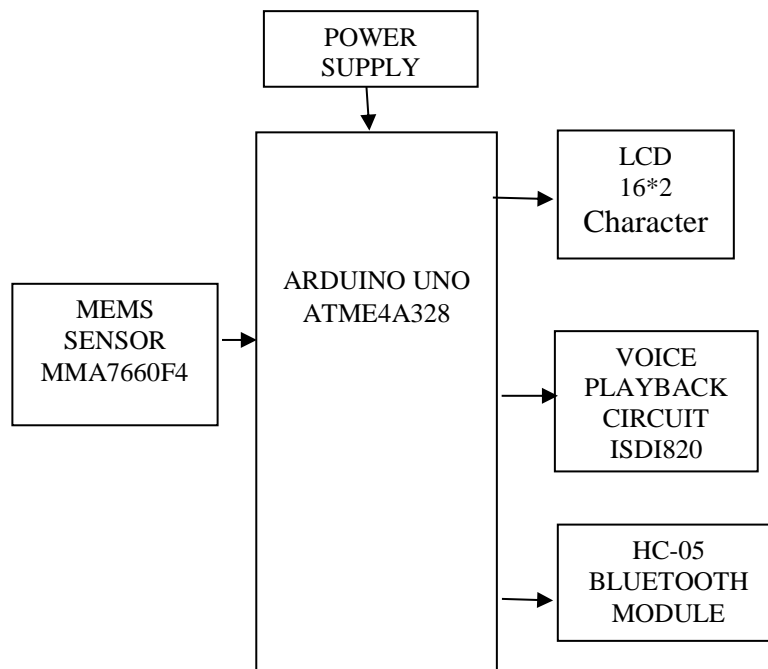 POWER
SUPPLY
LCD
16*2
Character
ARDUINO UNO
ATME4A328
MEMS
SENSOR
MMA7660F4
VOICE
PLAYBACK
CIRCUIT
ISDI820
HC-05
BLUETOOTH
MODULE